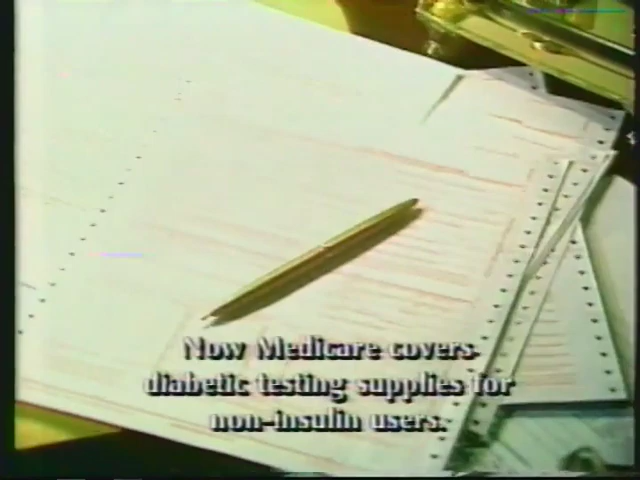 Now Medicare covers
diabetic testing supplies for
non-insulin users.